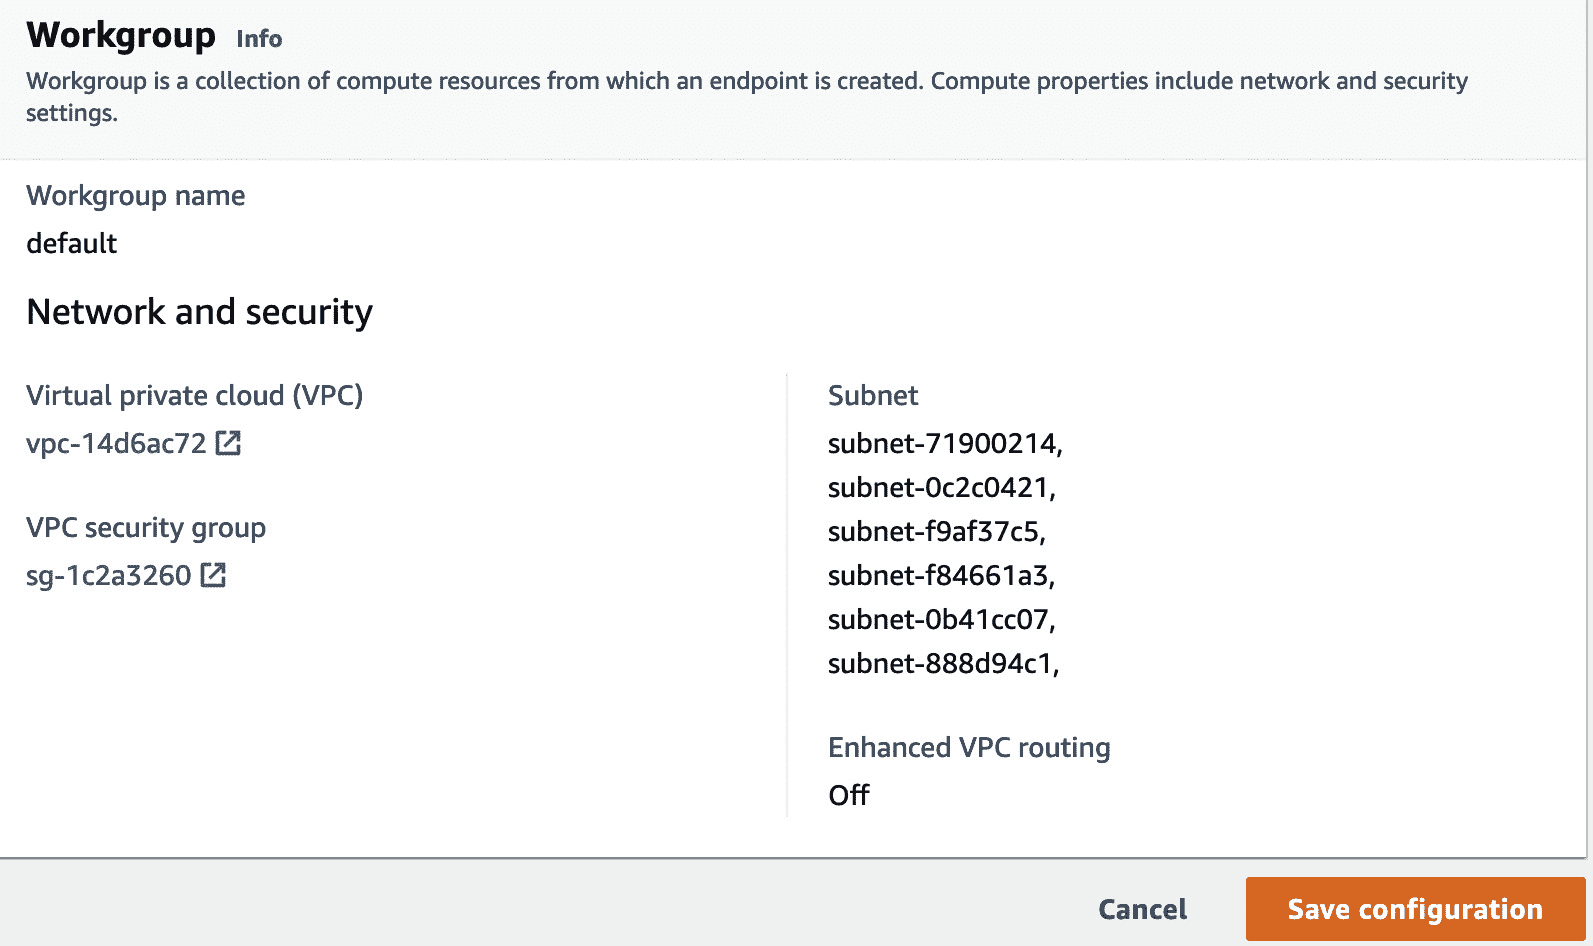 Workgroup Info
Workgroup is a collection of compute resources from which an endpoint is created. Compute properties include network and security
settings.
Workgroup name
default
Network and security
Virtual private cloud (VPC)
vpc-14d6ac72
VPC security group
sg-1c2a3260
Subnet
subnet-71900214,
subnet-0c2c0421,
subnet-f9af37c5,
subnet-f84661a3,
subnet-0b41cc07,
subnet-888d94c1,
Enhanced VPC routing
Off
Cancel
Save configuration